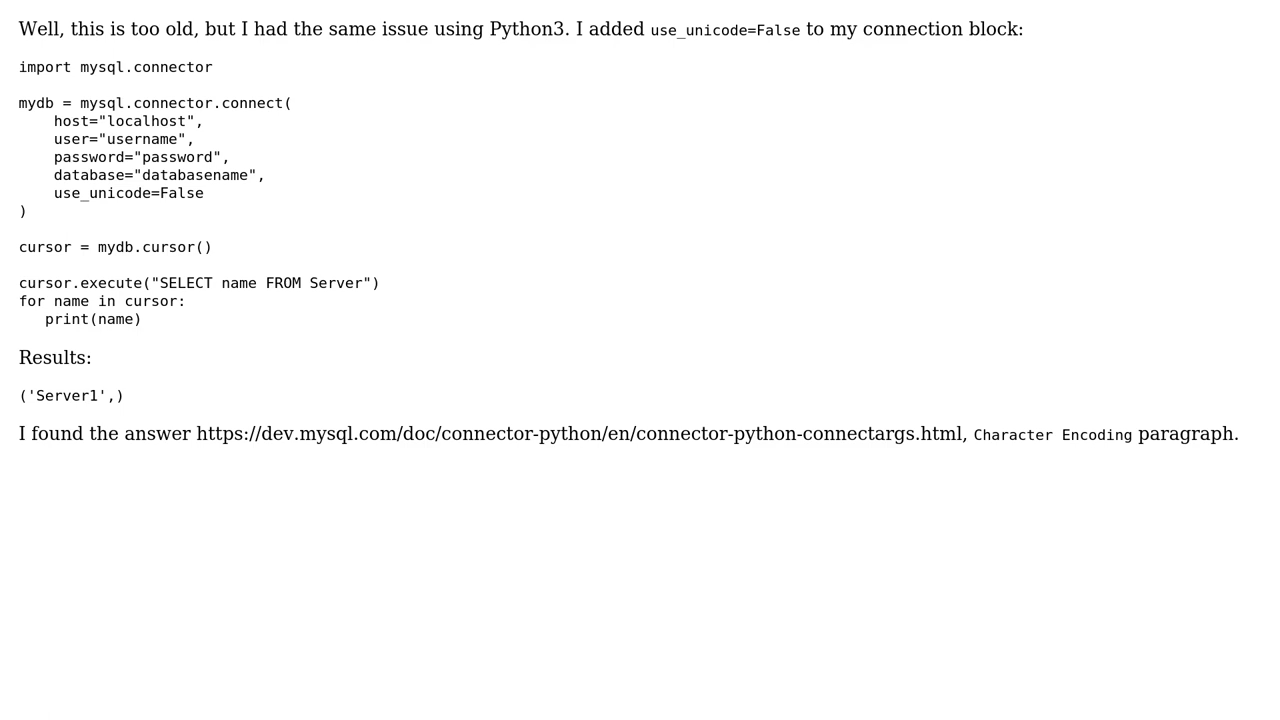 Well, this is too old, but I had the same issue using Python3. I added use_unicode=False to my connection block:
import mysql.connector
mydb = mysql.connector.connect(
    host="localhost",
    user="username",
    password="password",
    database="databasename",
    use_unicode=False
)
cursor = mydb.cursor()
cursor.execute("SELECT name FROM Server")
for name in cursor:
   print(name)
Results:
('Server1',)
I found the answer https://dev.mysql.com/doc/connector-python/en/connector-python-connectargs.html, Character Encoding paragraph.